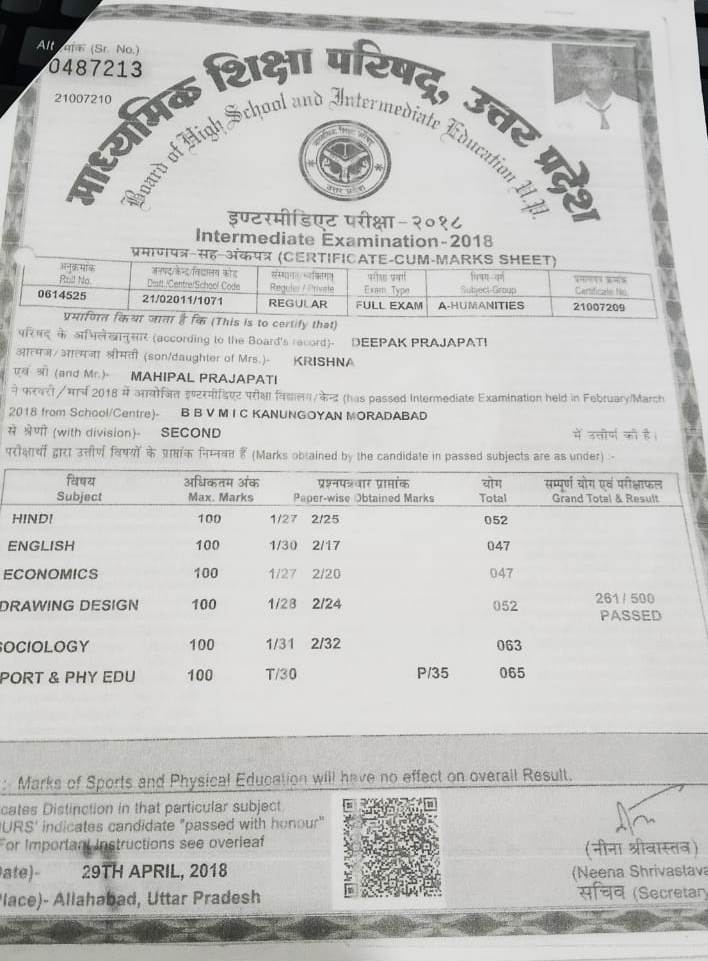 Alt
मांक (Sr. No.)
0487213
21007210
माध्यमिक शिक्षा परिषद्, उत्तर प्रदेश
Board of High School and Intermediate Education U.P.
इण्टरमीडिएट परीक्षा-२०१८
Intermediate Examination-2018
प्रमाणपत्र-सह-अंकपत्र (CERTIFICATE-CUM-MARKS SHEET)
अनुक्रमांक जनपद/केन्द्र/विद्यालय कोड संस्थागत/व्यक्तिगत परीक्षा प्रकार विषय-वर्ग प्रमाणपत्र क्रमांक
Roll No. Distt./Centre/School Code Regular / Private Exam. Type Subject-Group Certificate No.
0614525 21/02011/1071 REGULAR FULL EXAM A-HUMANITIES 21007209
प्रमाणित किया जाता है कि (This is to certify that)
परिषद् के अभिलेखानुसार (according to the Board's record)- DEEPAK PRAJAPATI
आत्मज/आत्मजा श्रीमती (son/daughter of Mrs.)- KRISHNA
एवं श्री (and Mr.)- MAHIPAL PRAJAPATI
ने फरवरी/मार्च 2018 में आयोजित इण्टरमीडिएट परीक्षा विद्यालय/केन्द्र (has passed Intermediate Examination held in February/March
2018 from School/Centre)- B B V M I C KANUNGOYAN MORADABAD
से श्रेणी (with division)- SECOND में उत्तीर्ण की है।
परीक्षार्थी द्वारा उत्तीर्ण विषयों के प्राप्तांक निम्नवत हैं (Marks obtained by the candidate in passed subjects are as under) :-
विषय अधिकतम अंक प्रश्नपत्रवार प्राप्तांक योग सम्पूर्ण योग एवं परीक्षाफल
Subject Max. Marks Paper-wise Obtained Marks Total Grand Total & Result
HINDI 100 1/27 2/25 052
ENGLISH 100 1/30 2/17 047
ECONOMICS 100 1/27 2/20 047
DRAWING DESIGN 100 1/28 2/24 052 261/ 500
PASSED
SOCIOLOGY 100 1/31 2/32 063
PORT & PHY EDU 100 T/30 P/35 065
: Marks of Sports and Physical Education will have no effect on overall Result.
cates Distinction in that particular subject
URS' indicates candidate "passed with honour"
For Important Instructions see overleaf
ate)- 29TH APRIL, 2018
lace)- Allahabad, Uttar Pradesh
(नीना श्रीवास्तव)
(Neena Shrivastava
सचिव (Secretary